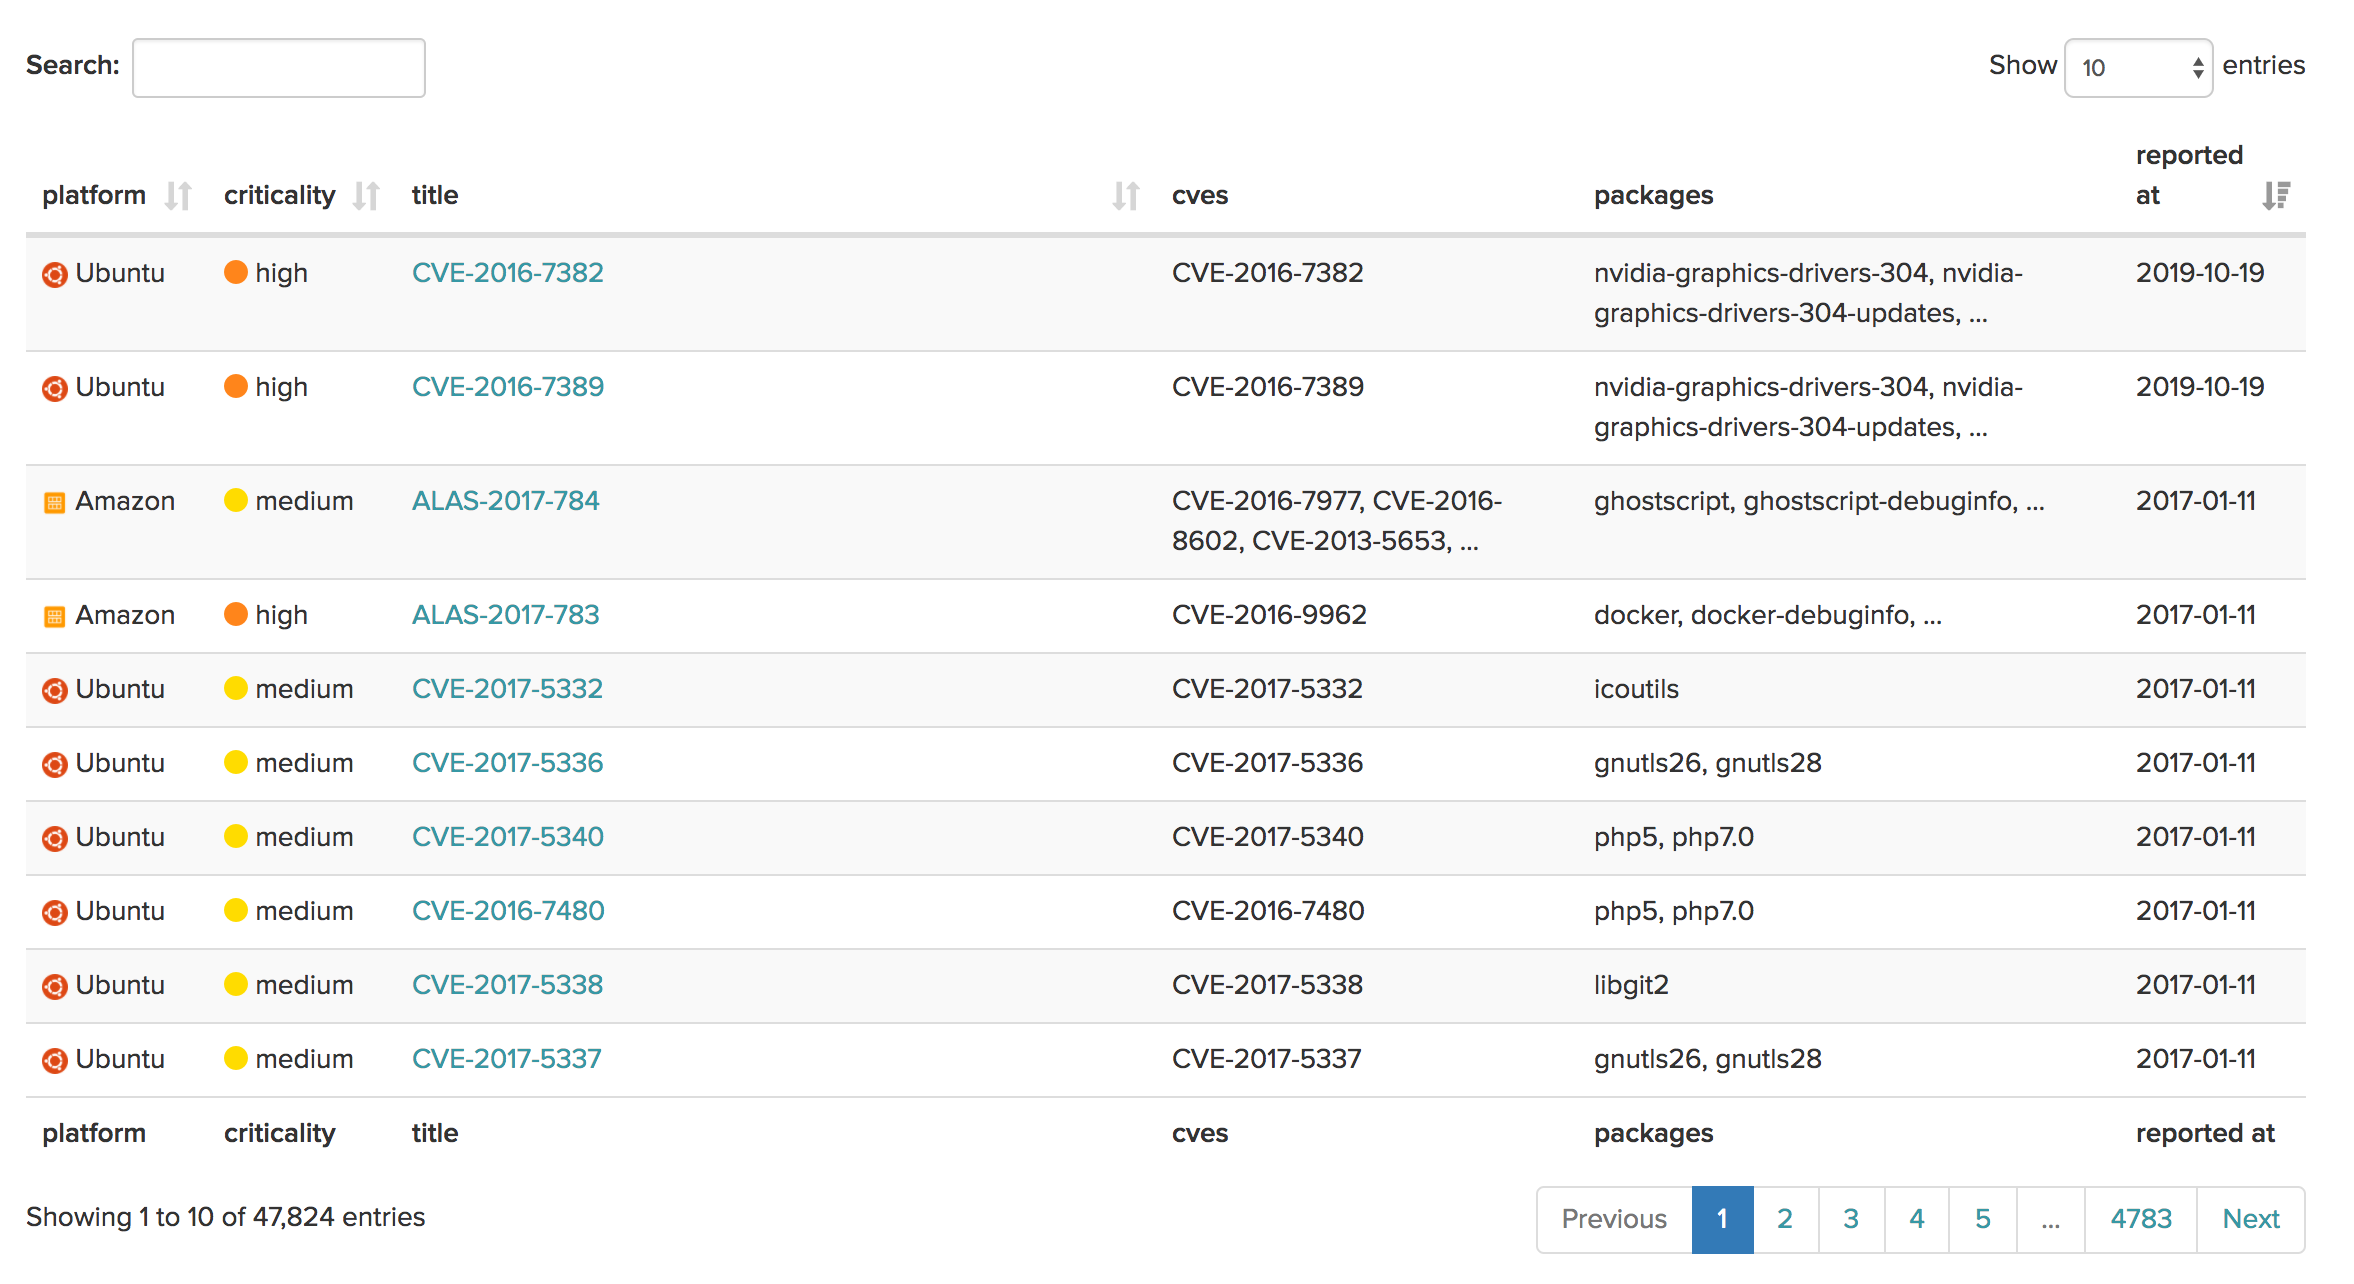 Search:
Show 10 entries
platform criticality title cves packages reported at
Ubuntu high CVE-2016-7382 CVE-2016-7382 nvidia-graphics-drivers-304, nvidia-
graphics-drivers-304-updates, ... 2019-10-19
Ubuntu high CVE-2016-7389 CVE-2016-7389 nvidia-graphics-drivers-304, nvidia-
graphics-drivers-304-updates, ... 2019-10-19
Amazon medium ALAS-2017-784 CVE-2016-7977, CVE-2016-
8602, CVE-2013-5653, ... ghostscript, ghostscript-debuginfo, ... 2017-01-11
Amazon high ALAS-2017-783 CVE-2016-9962 docker, docker-debuginfo, ... 2017-01-11
Ubuntu medium CVE-2017-5332 CVE-2017-5332 icoutils 2017-01-11
Ubuntu medium CVE-2017-5336 CVE-2017-5336 gnutls26, gnutls28 2017-01-11
Ubuntu medium CVE-2017-5340 CVE-2017-5340 php5, php7.0 2017-01-11
Ubuntu medium CVE-2016-7480 CVE-2016-7480 php5, php7.0 2017-01-11
Ubuntu medium CVE-2017-5338 CVE-2017-5338 libgit2 2017-01-11
Ubuntu medium CVE-2017-5337 CVE-2017-5337 gnutls26, gnutls28 2017-01-11
platform criticality title cves packages reported at
Showing 1 to 10 of 47,824 entries
Previous 1 2 3 4 5 ... 4783 Next